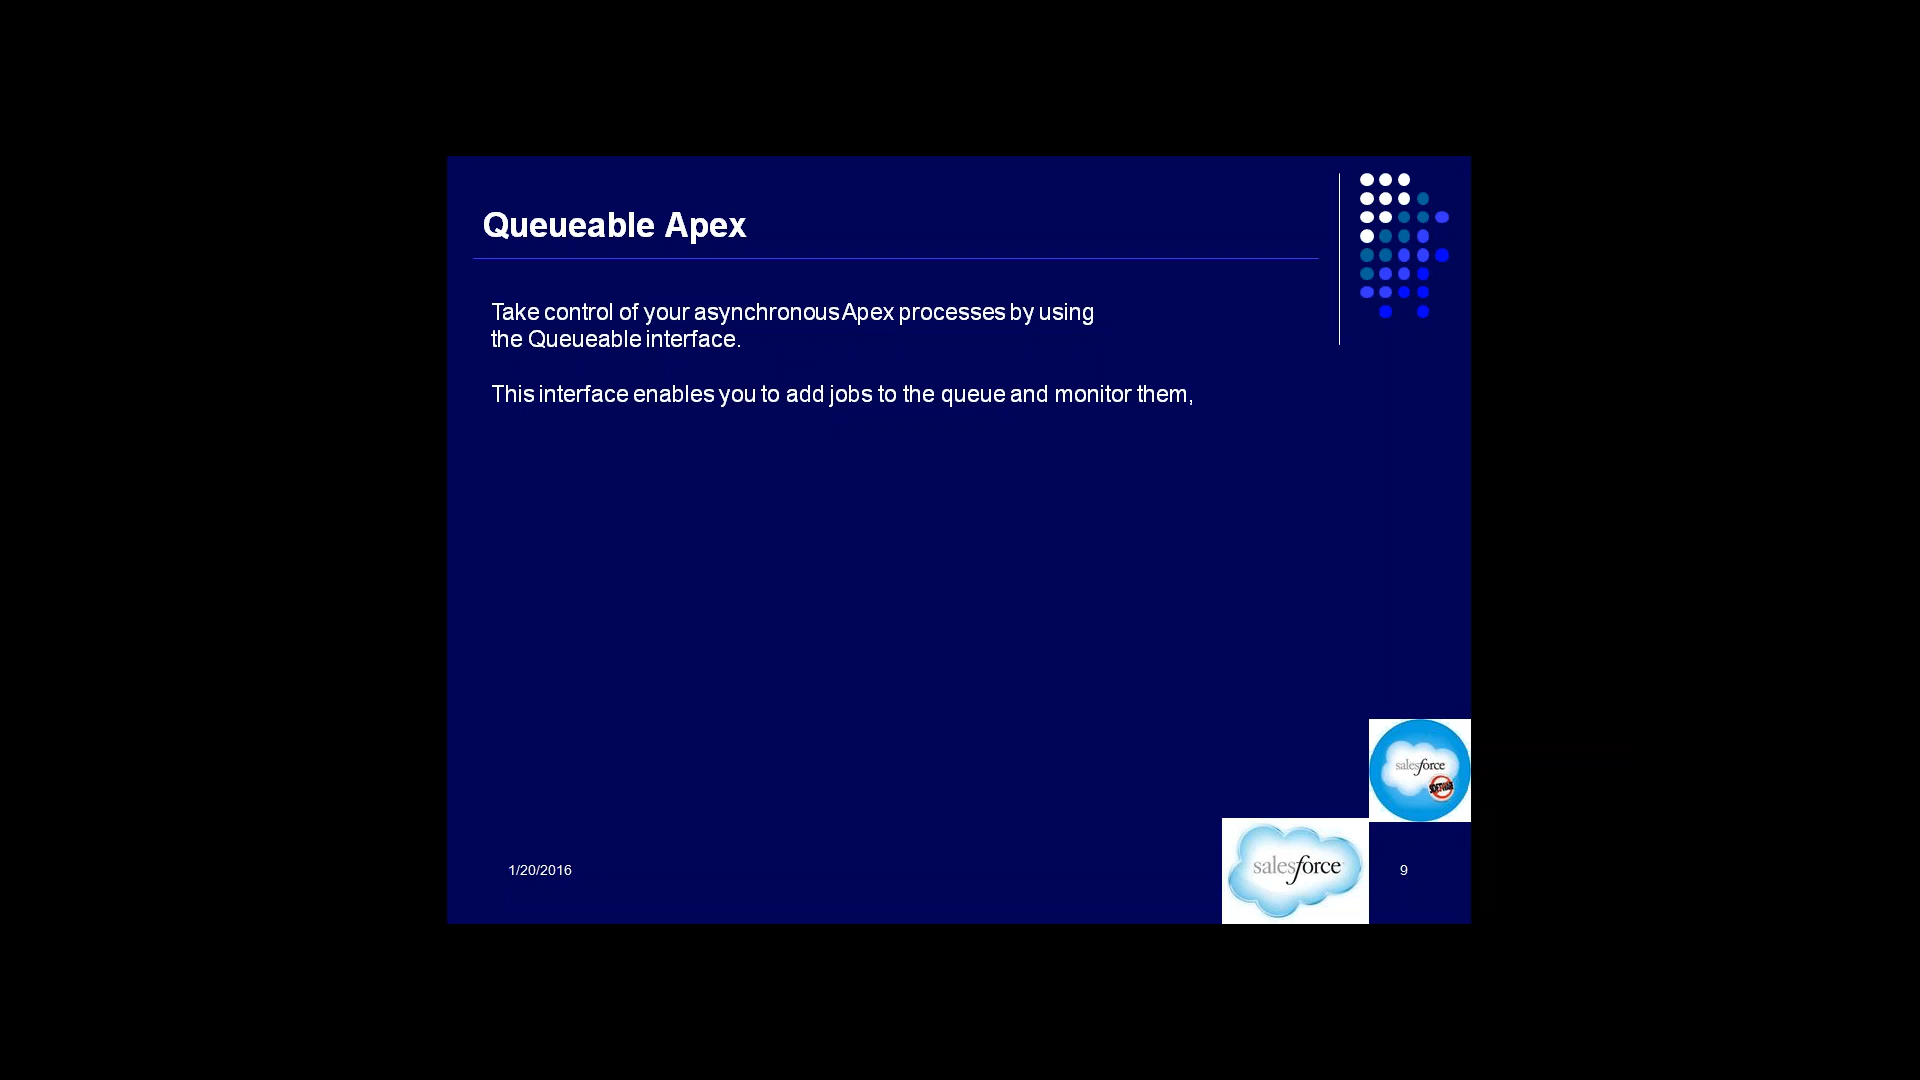 Queueable Apex
Take control of your asynchronous Apex processes by using
the Queueable interface.
This interface enables you to add jobs to the queue and monitor them,
salesforce
SOFTWARE
salesforce
1/20/2016
9